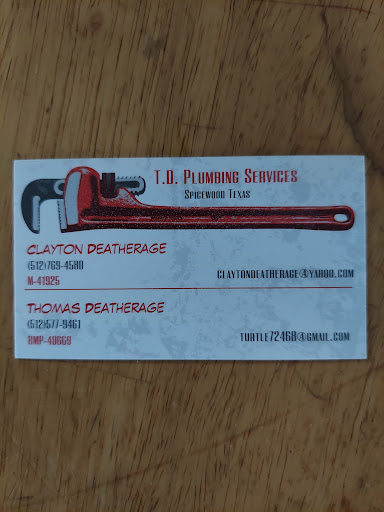 T.D. Plumbing Services
Spicewood Texas
Clayton Deatherage
(512)769-4580
claytondeatherage@yahoo.com
M-41925
Thomas Deatherage
(512)577-9461
turtle72468@gmail.com
RMP-40669